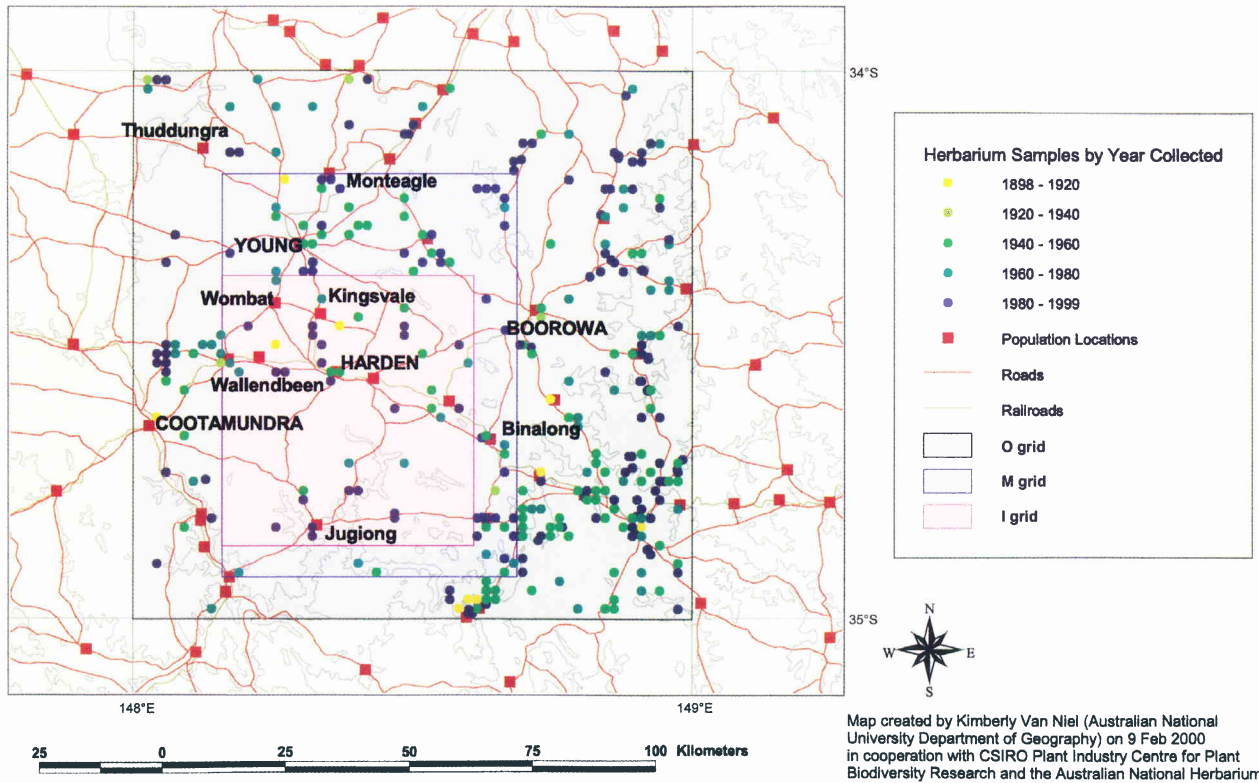 34°S
Thuddungra
Monteagle
YOUNG
Wombat
Kingsvale
BOOROWA
HARDEN
Wallendbeen
COOTAMUNDRA
Binalong
Jugiong
35°S
148°E
149°E
25 0 25 50 75 100 Kilometers
Herbarium Samples by Year Collected
1898 - 1920
1920 - 1940
1940 - 1960
1960 - 1980
1980 - 1999
Population Locations
Roads
Railroads
O grid
M grid
I grid
N
W E
S
Map created by Kimberly Van Niel (Australian National
University Department of Geography) on 9 Feb 2000
in cooperation with CSIRO Plant Industry Centre for Plant
Biodiversity Research and the Australian National Herbarium